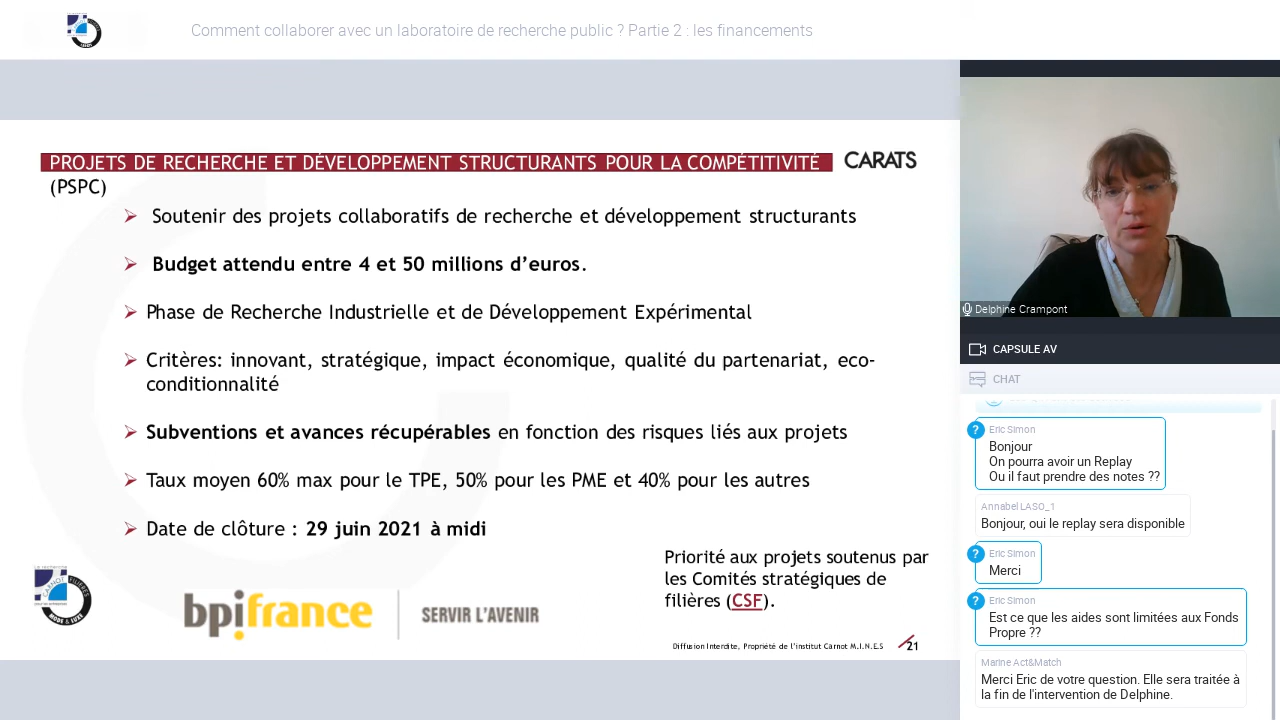 Comment collaborer avec un laboratoire de recherche public ? Partie 2 : les financements
PROJETS DE RECHERCHE ET DÉVELOPPEMENT STRUCTURANTS POUR LA COMPÉTITIVITÉ
(PSPC)
CARATS
Soutenir des projets collaboratifs de recherche et développement structurants
Budget attendu entre 4 et 50 millions d’euros.
Phase de Recherche Industrielle et de Développement Expérimental
Critères: innovant, stratégique, impact économique, qualité du partenariat, eco-
conditionnalité
Subventions et avances récupérables en fonction des risques liés aux projets
Taux moyen 60% max pour le TPE, 50% pour les PME et 40% pour les autres
Date de clôture : 29 juin 2021 à midi
Priorité aux projets soutenus par
les Comités stratégiques de
filières (CSF).
CARNOT
FILIÈRES
MODE & LUXE
bpifrance
SERVIR L'AVENIR
Diffusion Interdite, Propriété de l’institut Carnot M.I.N.E.S
21
Delphine Crampont
CAPSULE AV
CHAT
? Eric Simon
Bonjour
On pourra avoir un Replay
Ou il faut prendre des notes ??
Annabel LASO_1
Bonjour, oui le replay sera disponible
? Eric Simon
Merci
? Eric Simon
Est ce que les aides sont limitées aux Fonds
Propre ??
Marine Act&Match
Merci Eric de votre question. Elle sera traitée à
la fin de l'intervention de Delphine.